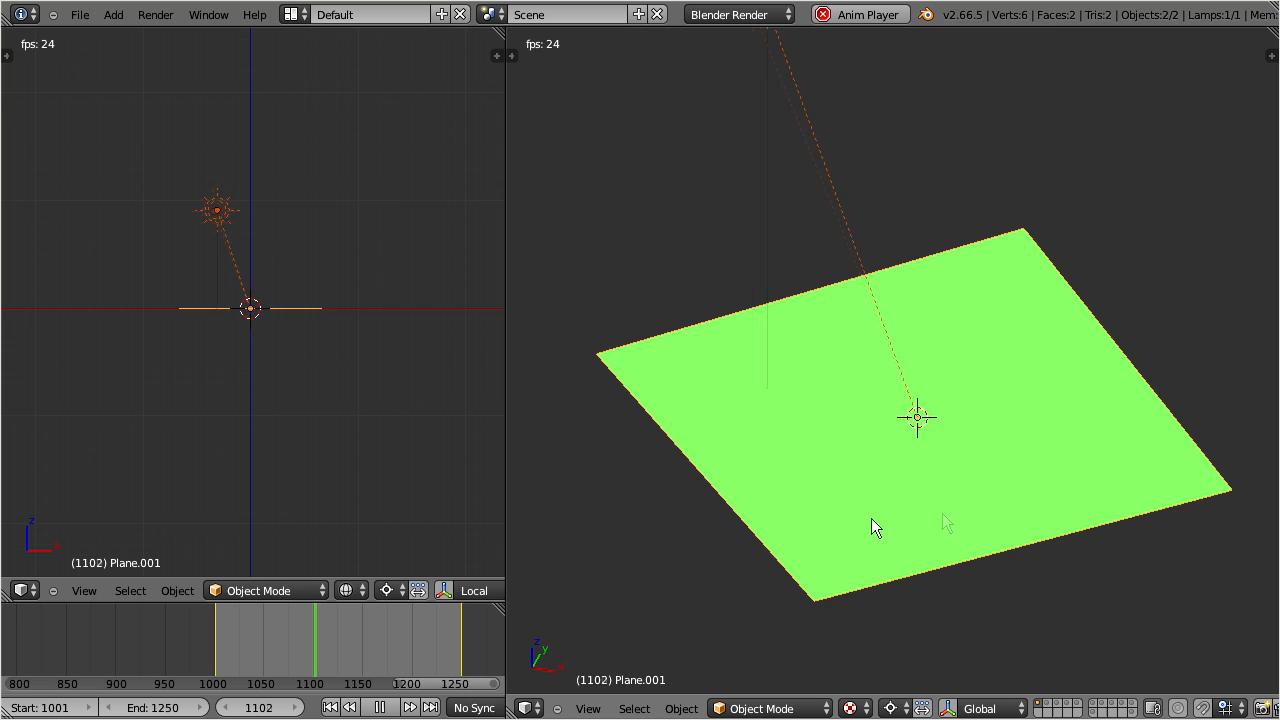 File Add Render Window Help Default Scene Blender Render Anim Player v2.66.5 | Verts:6 | Faces:2 | Tris:2 | Objects:2/2 | Lamps:1/1 | Mem:
fps: 24
fps: 24
z
x
(1102) Plane.001
View Select Object Object Mode Local
800 850 900 950 1000 1050 1100 1150 1200 1250
Start: 1001 End: 1250 1102 No Sync
z
y
x
(1102) Plane.001
View Select Object Object Mode Global